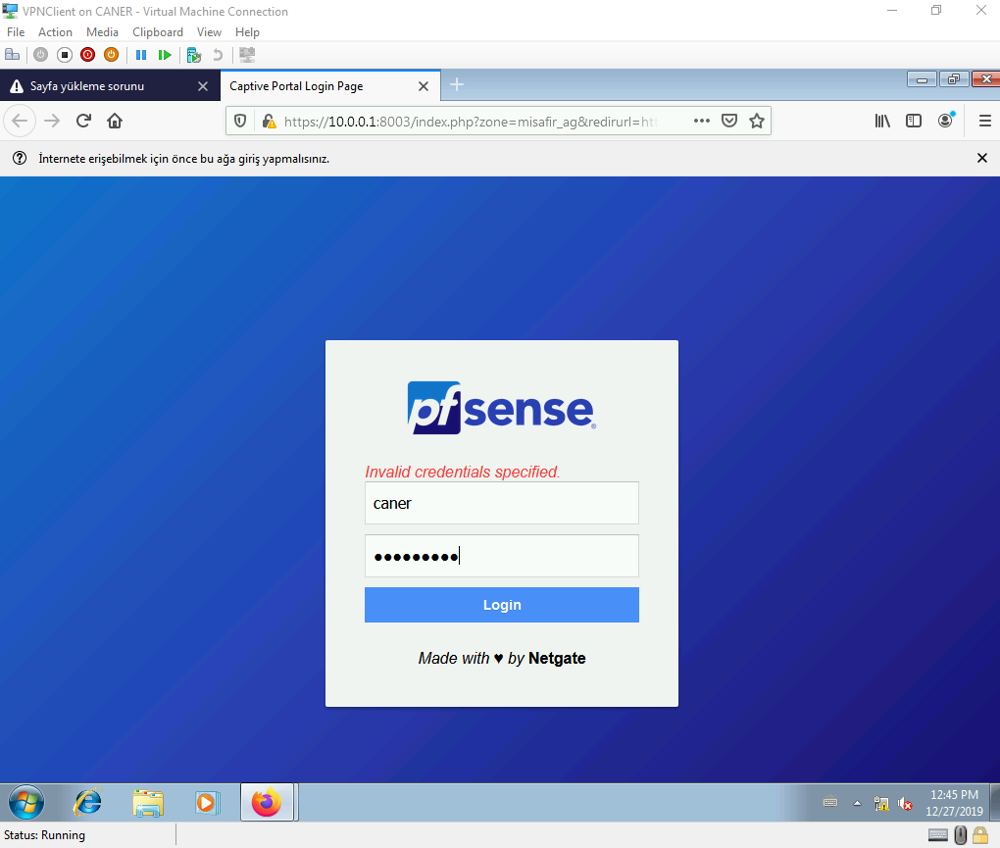 VPNClient on CANER - Virtual Machine Connection
File Action Media Clipboard View Help
Sayfa yükleme sorunu
Captive Portal Login Page
https://10.0.0.1:8003/index.php?zone=misafir_ag&redirurl=ht
İnternete erişebilmek için önce bu ağa giriş yapmalısınız.
pfsense
Invalid credentials specified.
caner
Login
Made with ♥ by Netgate
12:45 PM
12/27/2019
Status: Running